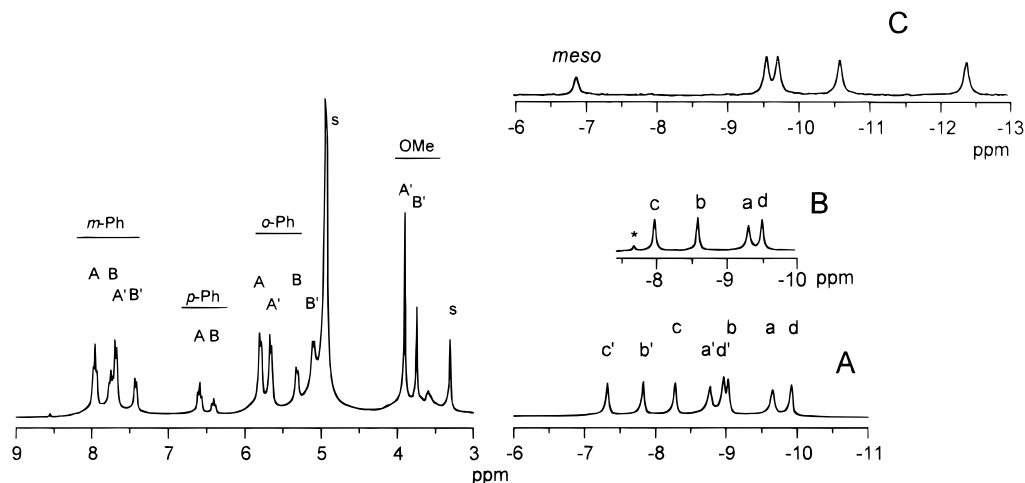 C
meso
-6 -7 -8 -9 -10 -11 -12 -13
ppm
s
OMe
A' B'
m-Ph
A B
A' B'
p-Ph
A B
o-Ph
A B
A' B'
s
9 8 7 6 5 4 3
ppm
B
* c b a d
-8 -9 -10 ppm
c b a d
c' b' a' d'
A
-6 -7 -8 -9 -10 -11
ppm